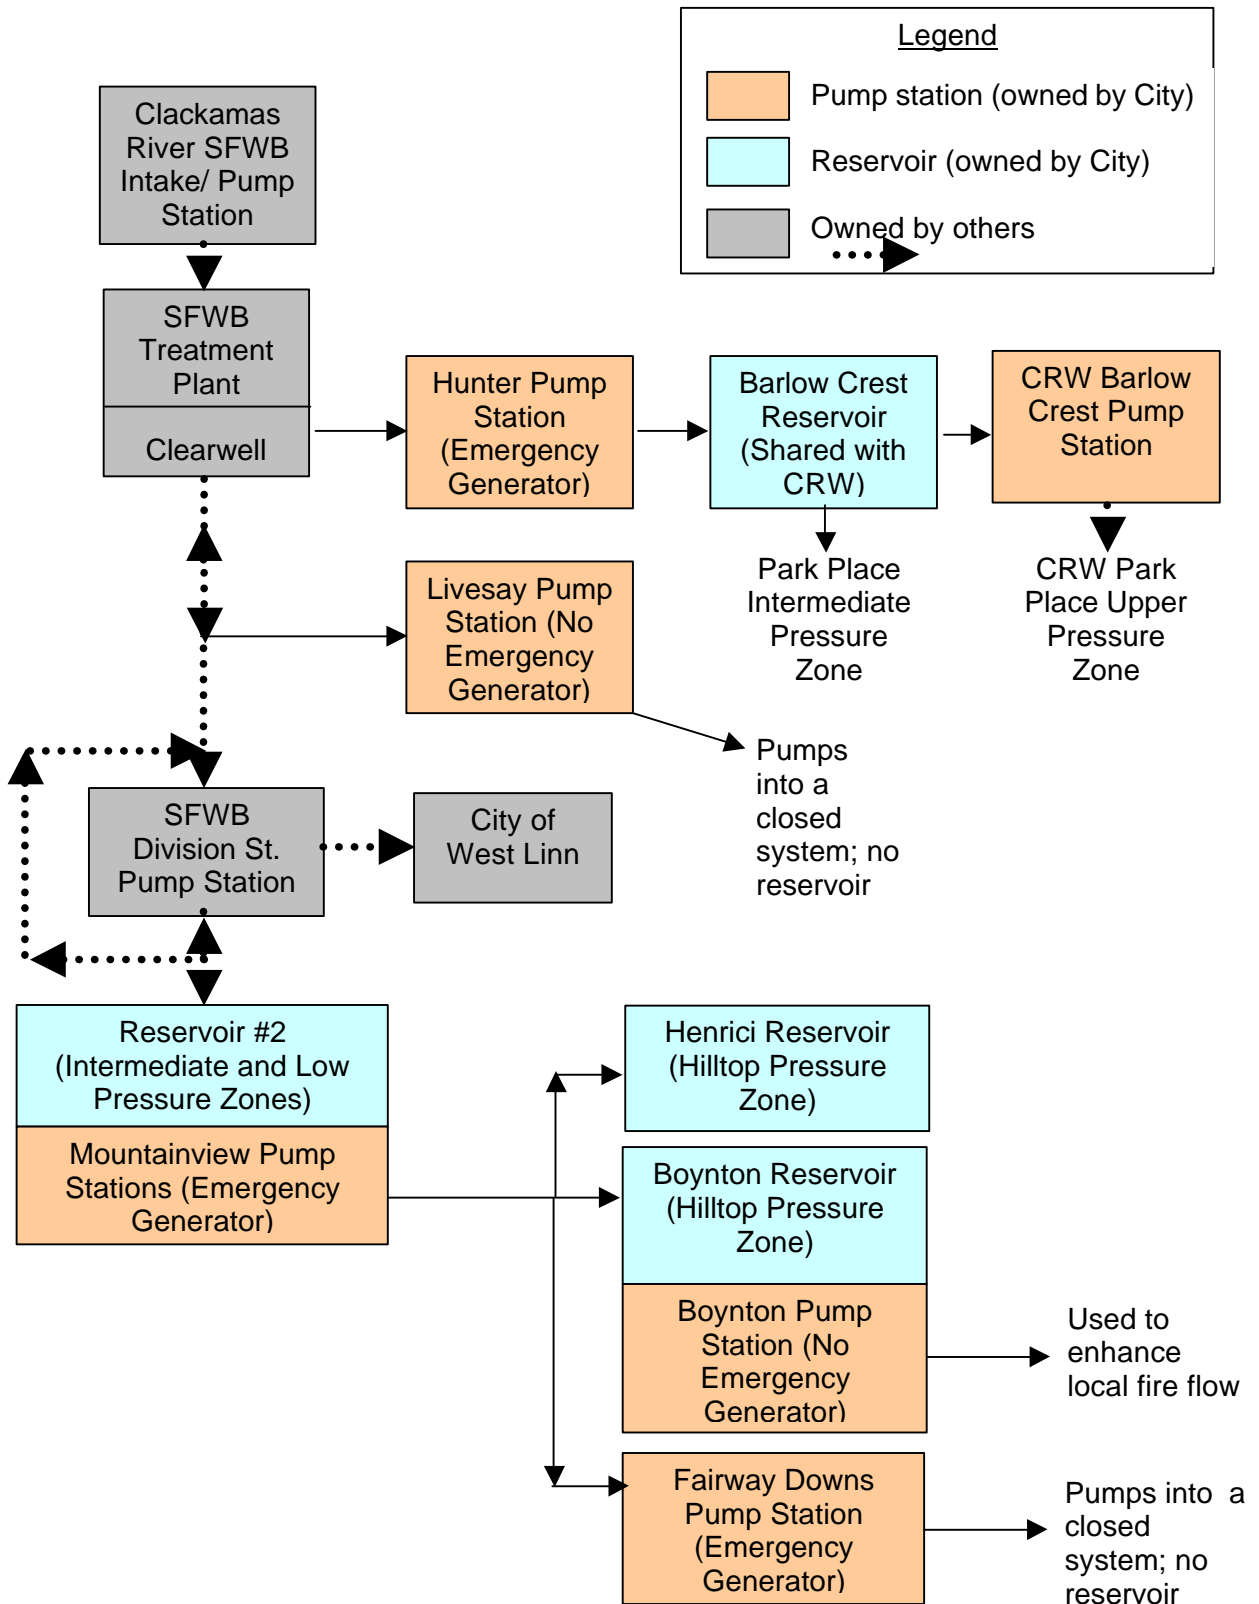 Legend
Pump station (owned by City)
Reservoir (owned by City)
Owned by others
Clackamas
River SFWB
Intake/ Pump
Station
SFWB
Treatment
Plant
Clearwell
Hunter Pump
Station
(Emergency
Generator)
Barlow Crest
Reservoir
(Shared with
CRW)
CRW Barlow
Crest Pump
Station
Park Place
Intermediate
Pressure
Zone
CRW Park
Place Upper
Pressure
Zone
Livesay Pump
Station (No
Emergency
Generator)
Pumps
into a
closed
system; no
reservoir
SFWB
Division St.
Pump Station
City of
West Linn
Reservoir #2
(Intermediate and Low
Pressure Zones)
Mountainview Pump
Stations (Emergency
Generator)
Henrici Reservoir
(Hilltop Pressure
Zone)
Boynton Reservoir
(Hilltop Pressure
Zone)
Boynton Pump
Station (No
Emergency
Generator)
Used to
enhance
local fire flow
Fairway Downs
Pump Station
(Emergency
Generator)
Pumps into a
closed
system; no
reservoir